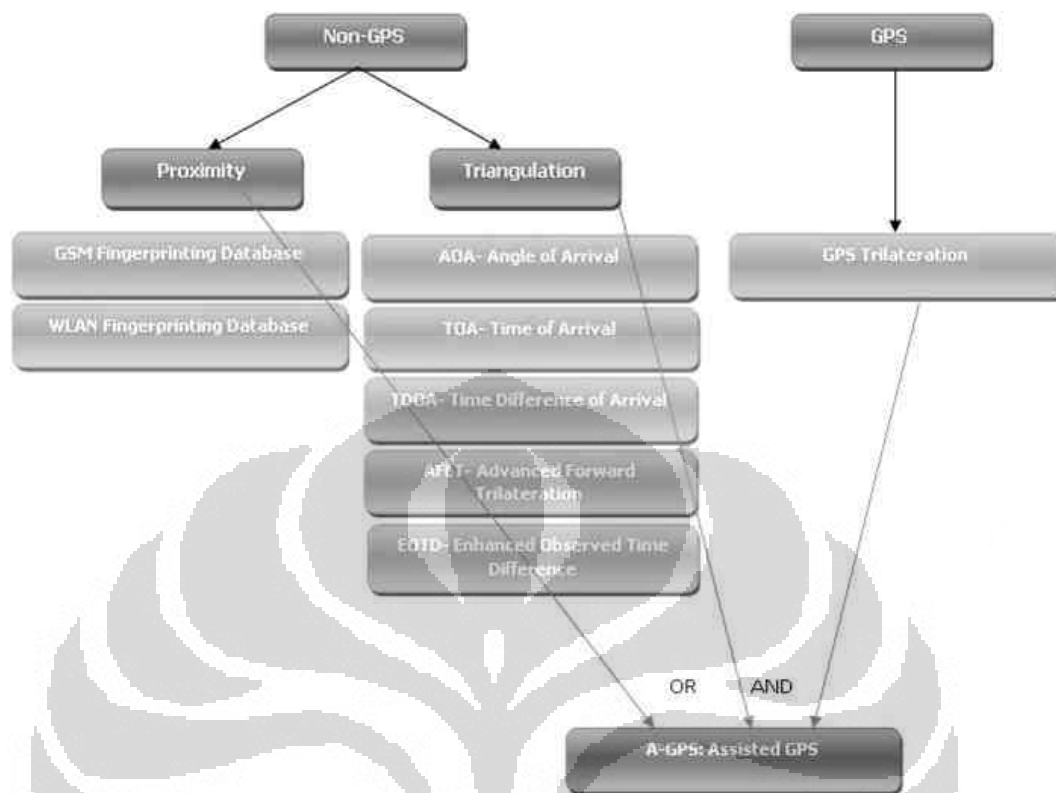 Non-GPS
GPS
Proximity
Triangulation
GSM Fingerprinting Database
WLAN Fingerprinting Database
AOA- Angle of Arrival
TOA- Time of Arrival
TDOA- Time Difference of Arrival
AFLT- Advanced Forward
Trilateration
EOTD- Enhanced Observed Time
Difference
GPS Trilateration
OR
AND
A-GPS: Assisted GPS